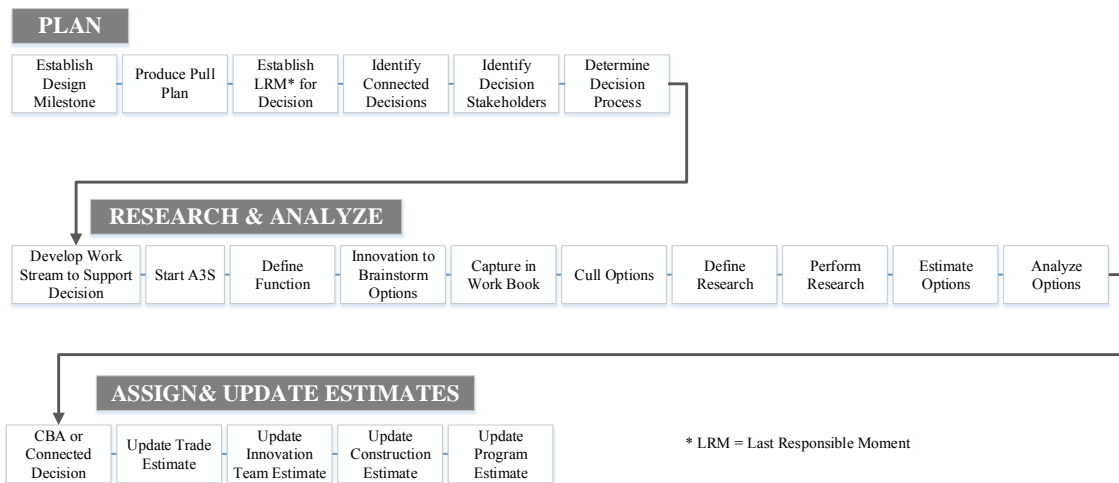 PLAN
Establish
Design
Milestone
Produce Pull
Plan
Establish
LRM* for
Decision
Identify
Connected
Decisions
Identify
Decision
Stakeholders
Determine
Decision
Process
RESEARCH & ANALYZE
Develop Work
Stream to Support
Decision
Start A3S
Define
Function
Innovation to
Brainstorm
Options
Capture in
Work Book
Cull Options
Define
Research
Perform
Research
Estimate
Options
Analyze
Options
ASSIGN& UPDATE ESTIMATES
CBA or
Connected
Decision
Update Trade
Estimate
Update
Innovation
Team Estimate
Update
Construction
Estimate
Update
Program
Estimate
* LRM = Last Responsible Moment